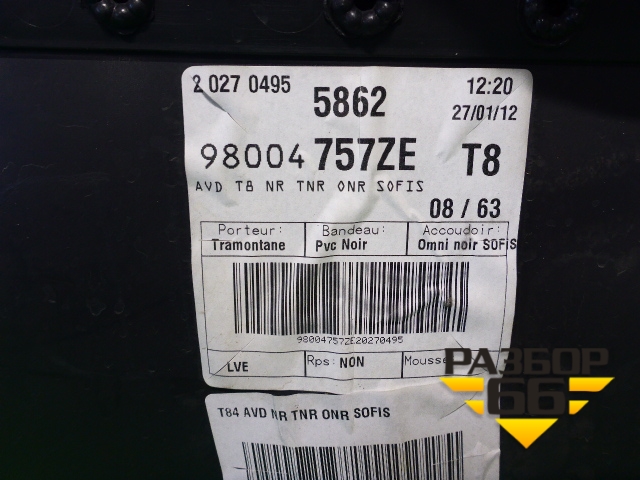 2 027 0495 12:20
5862 27/01/12
98004 757ZE T8
AVD T8 NR TNR ONR SOFIS
08 / 63
Porteur: Bandeau: Accoudoir:
Tramontane Pvc Noir Omni noir SOFIS
98004757ZE20270495
LVE Rps: NON Mousse
РАЗБОР
66
T84 AVD NR TNR ONR SOFIS